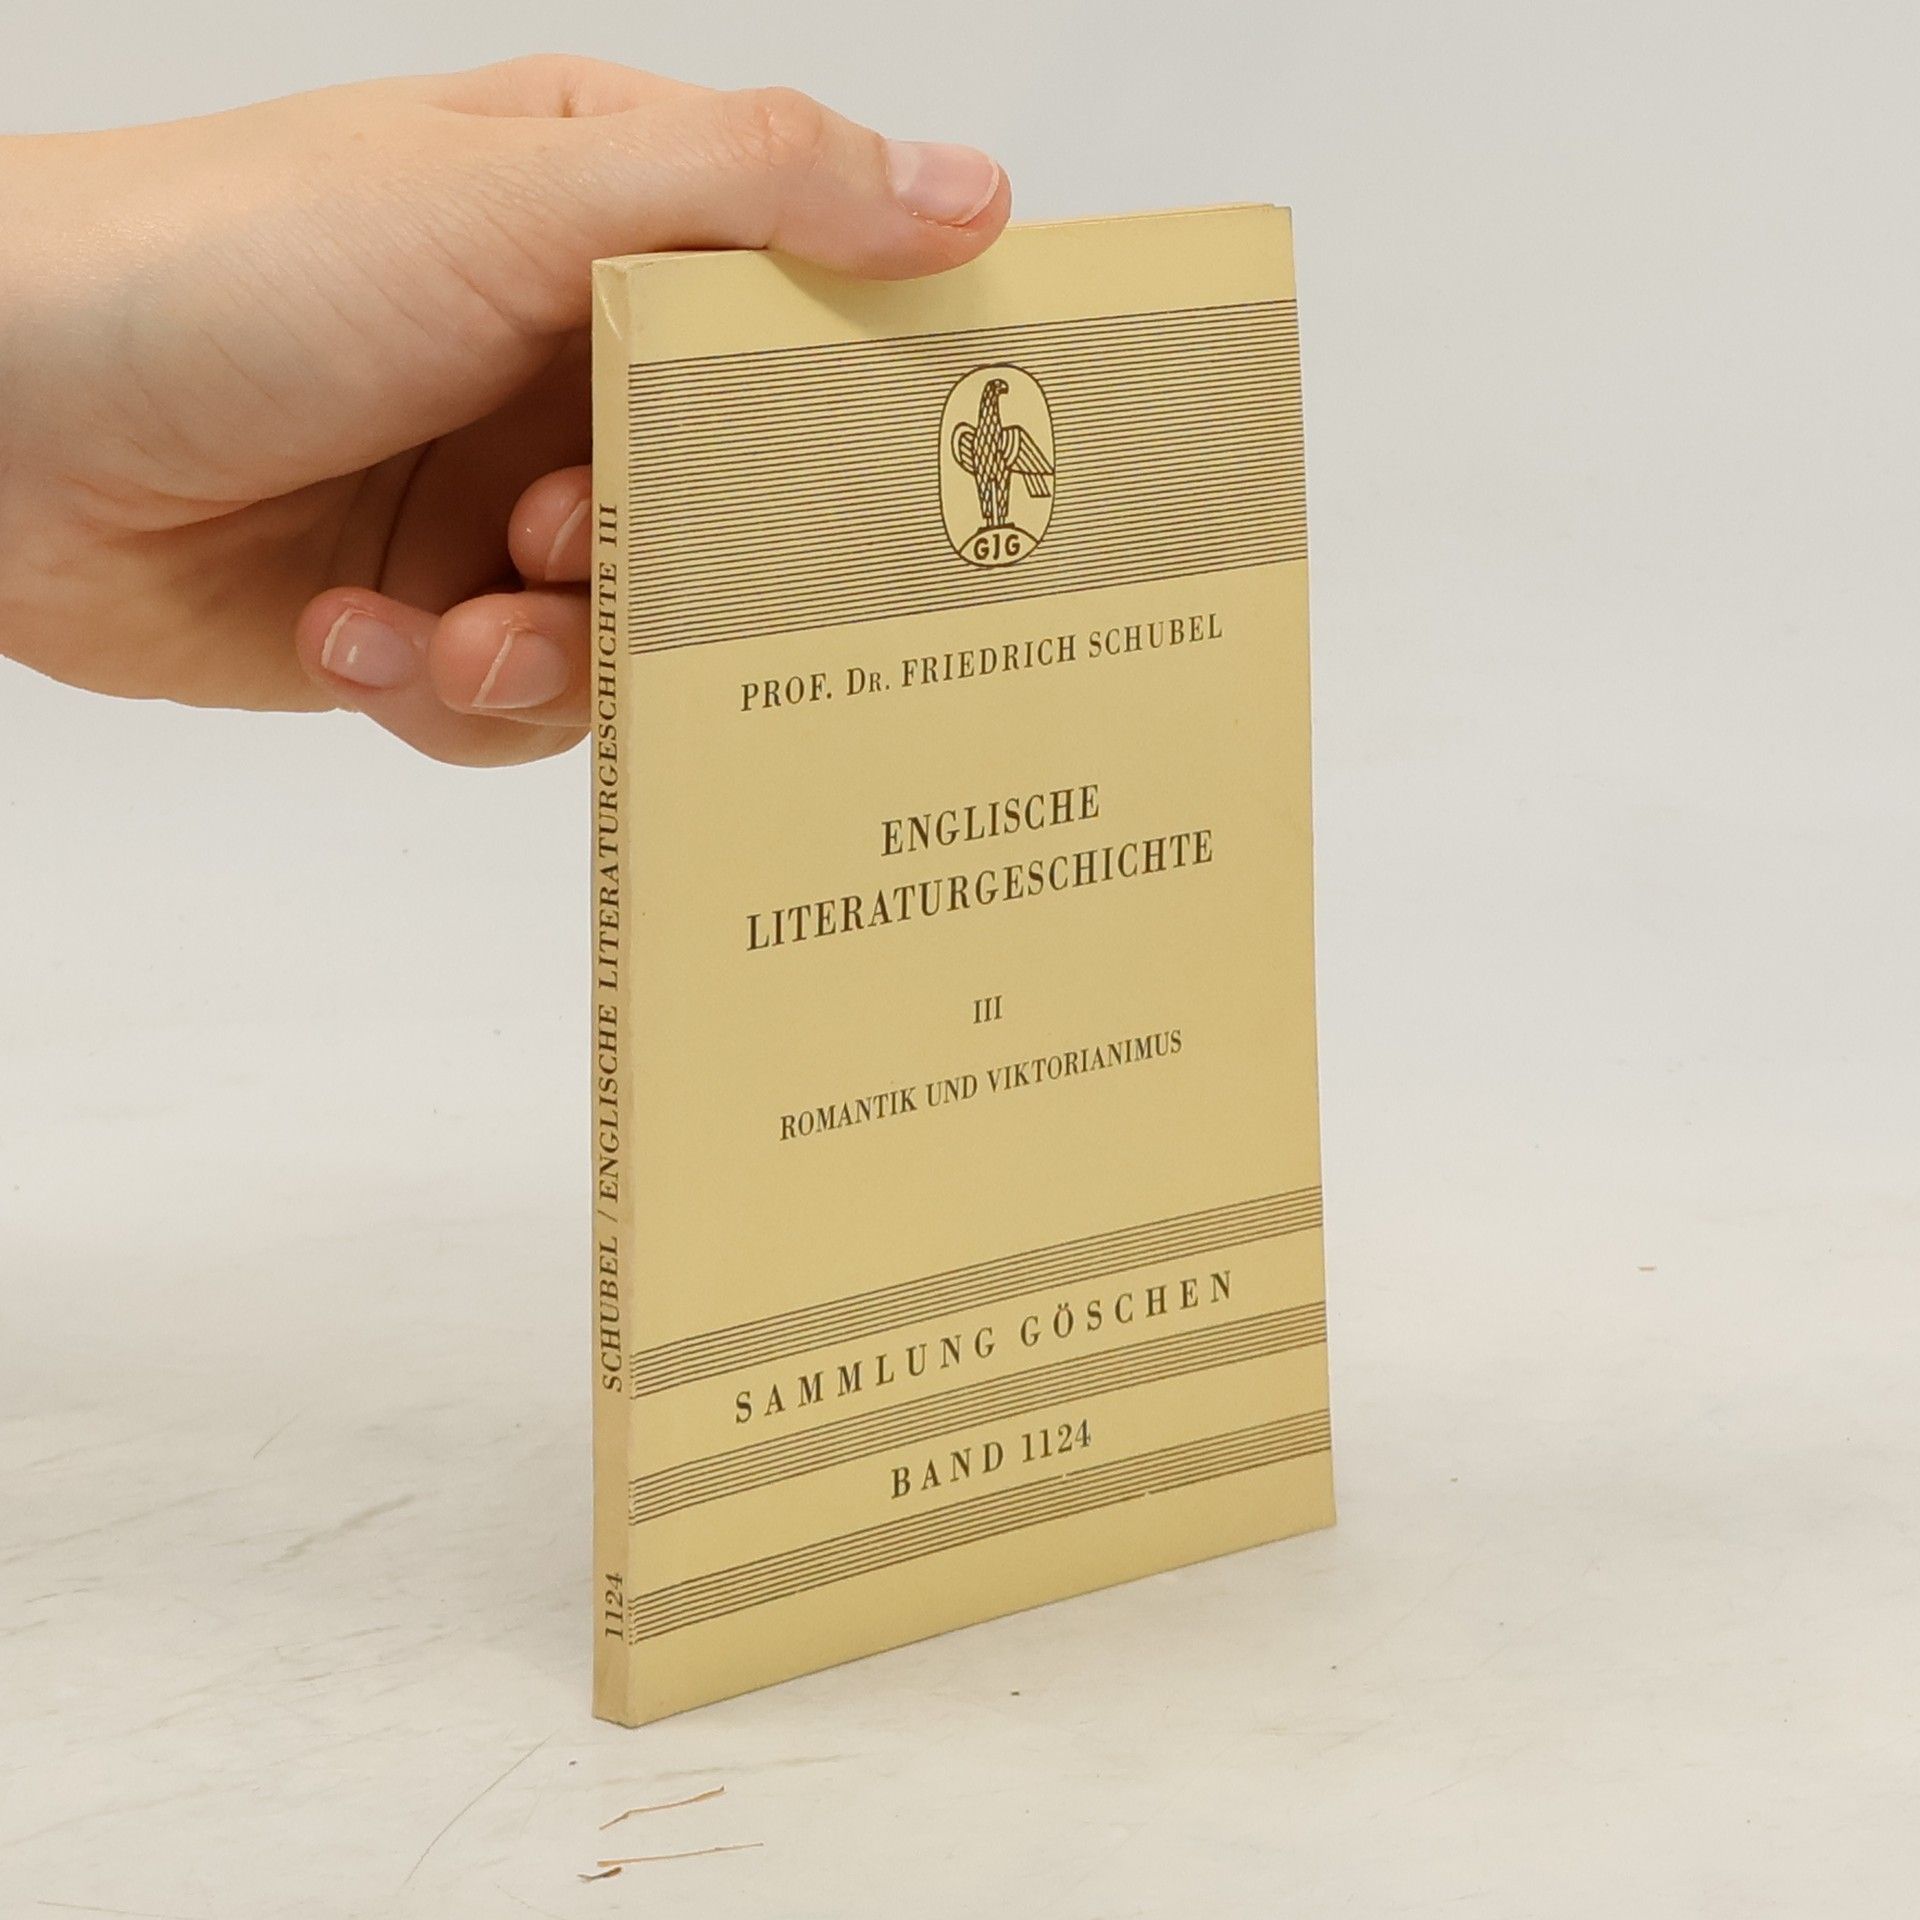 GJG
PROF. DR. FRIEDRICH SCHUBEL
ENGLISCHE
LITERATURGESCHICHTE
III
ROMANTIK UND VIKTORIANIMUS
SAMMLUNG GÖSCHEN
BAND 1124
SCHUBEL / ENGLISCHE LITERATURGESCHICHTE III
1124